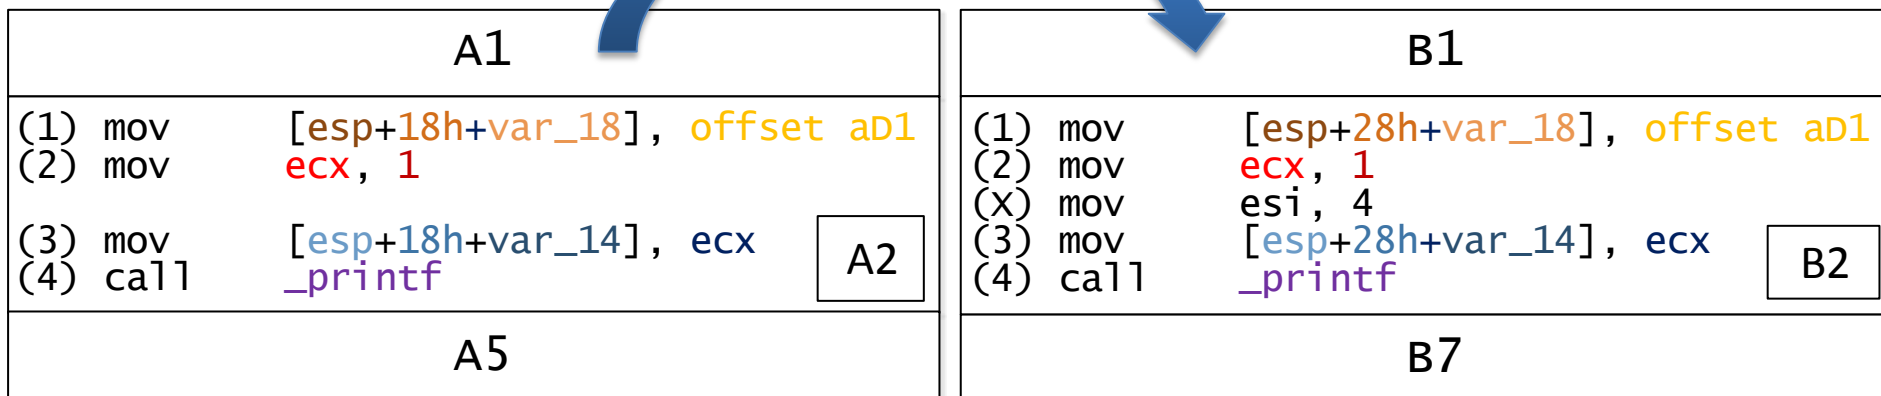 A1
(1) mov [esp+18h+var_18], offset aD1
(2) mov ecx, 1
(3) mov [esp+18h+var_14], ecx
(4) call _printf
A2
A5
B1
(1) mov [esp+28h+var_18], offset aD1
(2) mov ecx, 1
(X) mov esi, 4
(3) mov [esp+28h+var_14], ecx
(4) call _printf
B2
B7